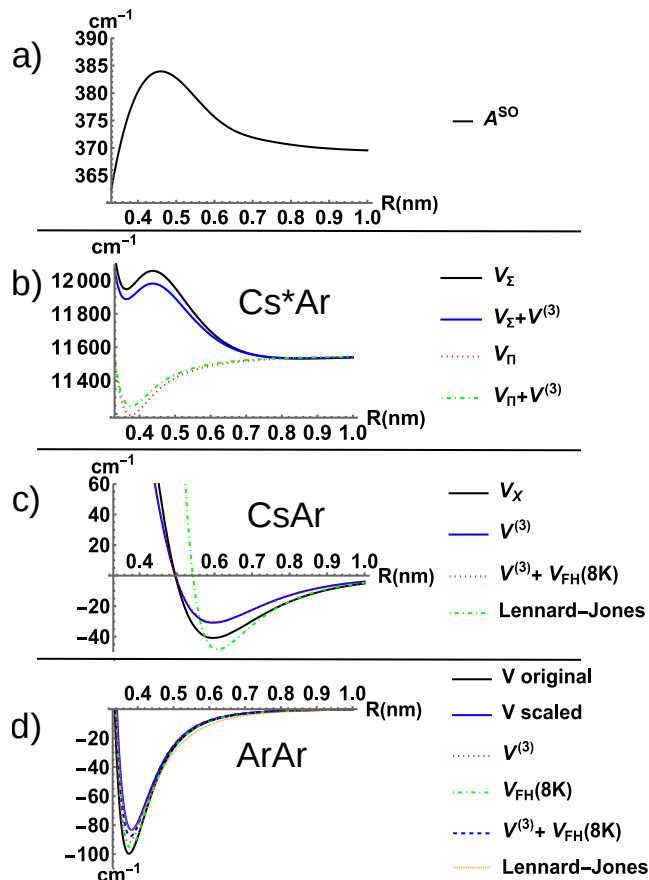 cm⁻¹
a)
390
385
380
375
370
365
0.4 0.5 0.6 0.7 0.8 0.9 1.0
R(nm)
A^SO
cm⁻¹
b)
12 000
11 800
11 600
11 400
Cs*Ar
0.4 0.5 0.6 0.7 0.8 0.9 1.0
R(nm)
V_Σ
V_Σ+V⁽³⁾
V_Π
V_Π+V⁽³⁾
cm⁻¹
c)
60
40
20
−20
−40
CsAr
0.4 0.6 0.7 0.8 0.9 1.0
R(nm)
V_X
V⁽³⁾
V⁽³⁾+ V_FH(8K)
Lennard−Jones
d)
0.4 0.5 0.6 0.7 0.8 0.9 1.0
R(nm)
−20
−40
−60
−80
−100
cm⁻¹
ArAr
V original
V scaled
V⁽³⁾
V_FH(8K)
V⁽³⁾+ V_FH(8K)
Lennard−Jones